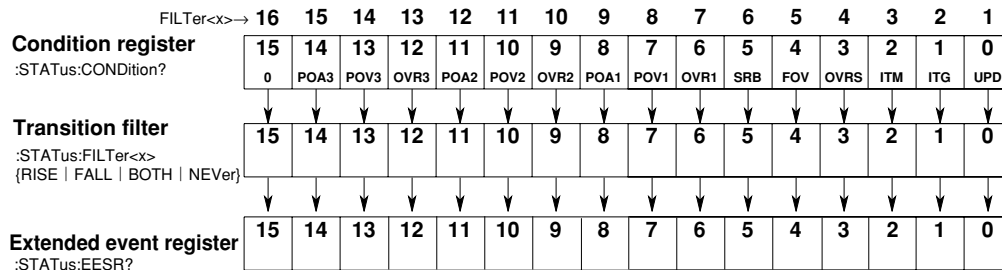 FILTer<x>→ 16 15 14 13 12 11 10 9 8 7 6 5 4 3 2 1
Condition register
:STATus:CONDition?
15 14 13 12 11 10 9 8 7 6 5 4 3 2 1 0
0 POA3 POV3 OVR3 POA2 POV2 OVR2 POA1 POV1 OVR1 SRB FOV OVRS ITM ITG UPD
Transition filter
:STATus:FILTer<x>
{RISE | FALL | BOTH | NEVer}
15 14 13 12 11 10 9 8 7 6 5 4 3 2 1 0
Extended event register
:STATus:EESR?
15 14 13 12 11 10 9 8 7 6 5 4 3 2 1 0